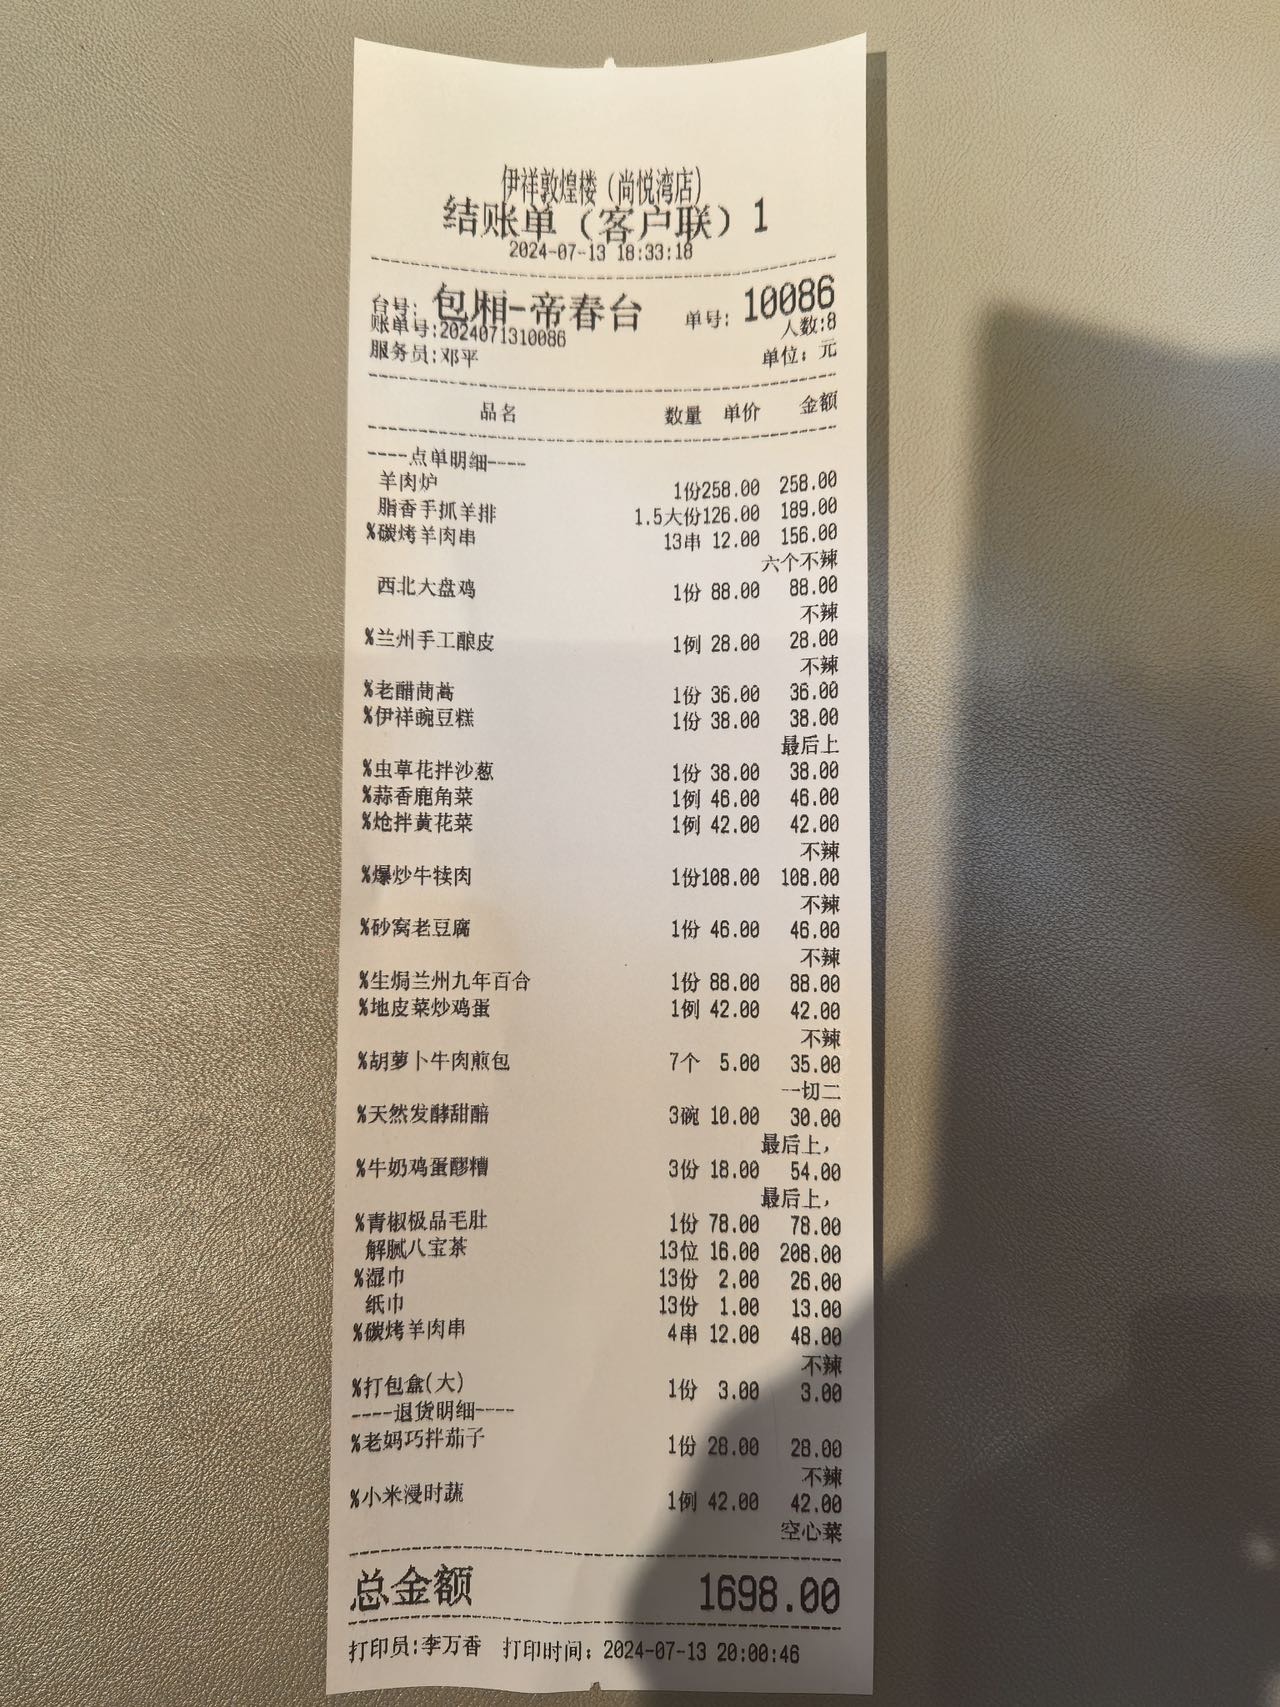 伊祥敦煌楼（尚悦湾店）
结账单（客户联）1
2024-07-13 18:33:18
台号: 包厢-帝春台 单号: 10086
账单号:2024071310086 人数:8
服务员:邓平 单位: 元
品名 数量 单价 金额
----点单明细----
羊肉炉 1份258.00 258.00
脂香手抓羊排 1.5大份126.00 189.00
%碳烤羊肉串 13串 12.00 156.00
六个不辣
西北大盘鸡 1份 88.00 88.00
不辣
%兰州手工酿皮 1例 28.00 28.00
不辣
%老醋茼蒿 1份 36.00 36.00
%伊祥豌豆糕 1份 38.00 38.00
最后上
%虫草花拌沙葱 1份 38.00 38.00
%蒜香鹿角菜 1例 46.00 46.00
%炝拌黄花菜 1例 42.00 42.00
不辣
%爆炒牛犊肉 1份108.00 108.00
不辣
%砂窝老豆腐 1份 46.00 46.00
不辣
%生焗兰州九年百合 1份 88.00 88.00
%地皮菜炒鸡蛋 1例 42.00 42.00
不辣
%胡萝卜牛肉煎包 7个 5.00 35.00
一切二
%天然发酵甜醅 3碗 10.00 30.00
最后上,
%牛奶鸡蛋醪糟 3份 18.00 54.00
最后上,
%青椒极品毛肚 1份 78.00 78.00
解腻八宝茶 13位 16.00 208.00
%湿巾 13份 2.00 26.00
纸巾 13份 1.00 13.00
%碳烤羊肉串 4串 12.00 48.00
不辣
%打包盒(大) 1份 3.00 3.00
----退货明细----
%老妈巧拌茄子 1份 28.00 28.00
不辣
%小米浸时蔬 1例 42.00 42.00
空心菜
总金额 1698.00
打印员:李万香 打印时间: 2024-07-13 20:00:46